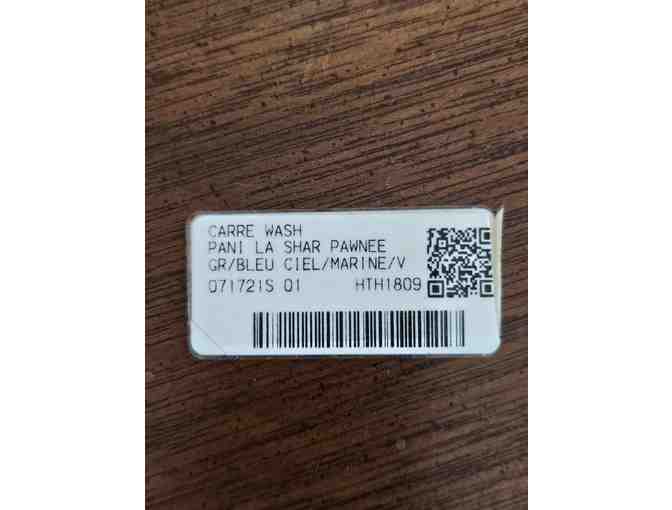 CARRE WASH
PANI LA SHAR PAWNEE
GR/BLEU CIEL/MARINE/V
071721S 01 HTH1809